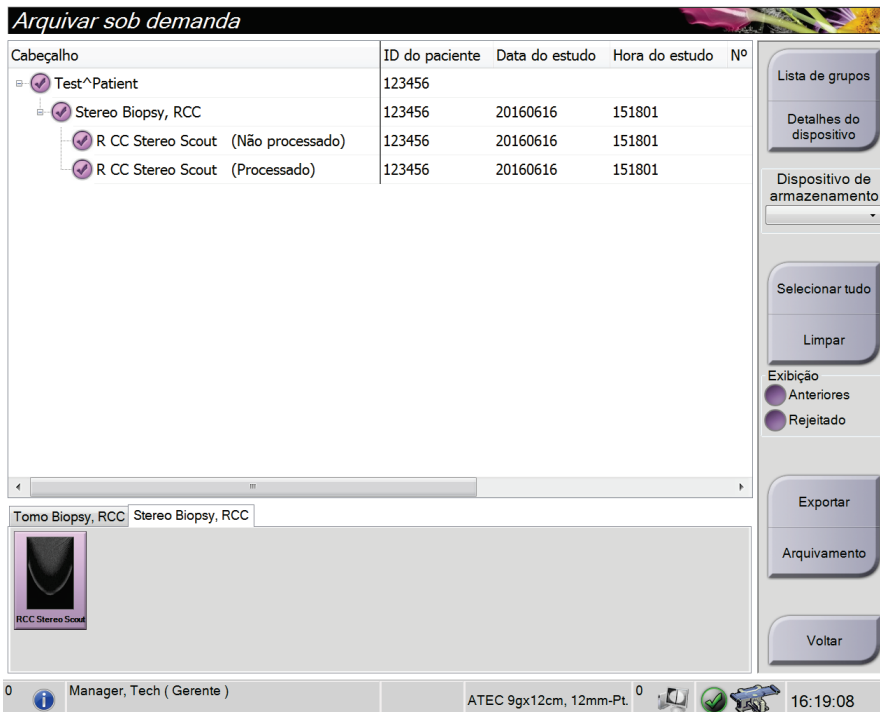 Arquivar sob demanda
Cabeçalho ID do paciente Data do estudo Hora do estudo Nº
Test^Patient 123456
Stereo Biopsy, RCC 123456 20160616 151801
R CC Stereo Scout (Não processado) 123456 20160616 151801
R CC Stereo Scout (Processado) 123456 20160616 151801
Lista de grupos
Detalhes do
dispositivo
Dispositivo de
armazenamento
Selecionar tudo
Limpar
Exibição
Anteriores
Rejeitado
Exportar
Arquivamento
Voltar
Tomo Biopsy, RCC Stereo Biopsy, RCC
RCC Stereo Scout
0 Manager, Tech ( Gerente ) ATEC 9gx12cm, 12mm-Pt. 0 16:19:08